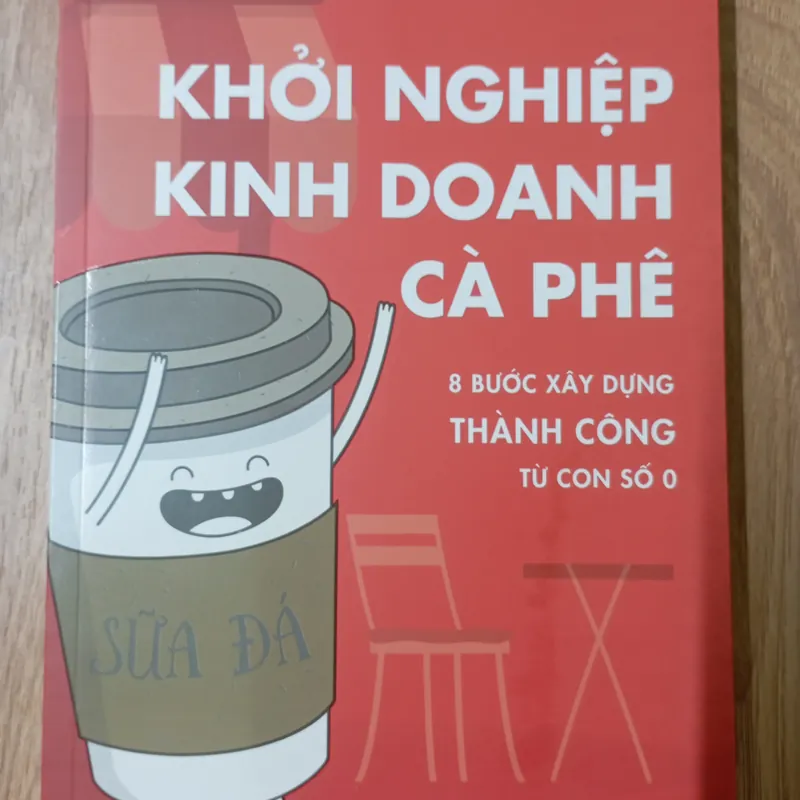 KHỞI NGHIỆP
KINH DOANH
CÀ PHÊ
8 BƯỚC XÂY DỰNG
THÀNH CÔNG
TỪ CON SỐ 0
SỮA ĐÁ